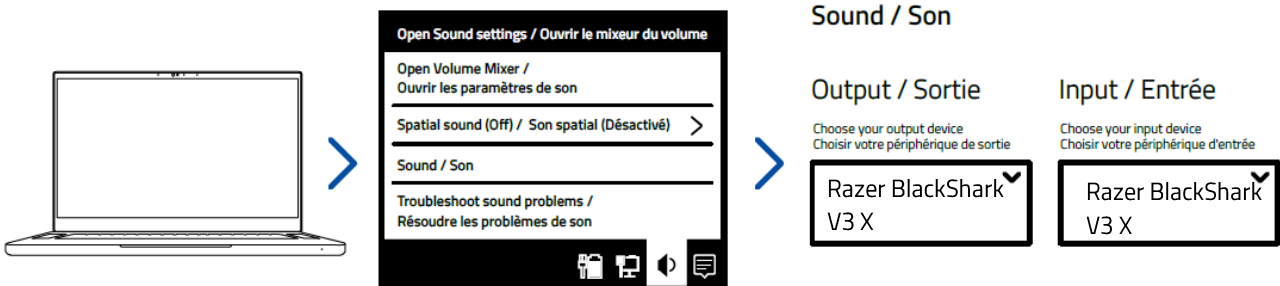 Open Sound settings / Ouvrir le mixeur du volume
Open Volume Mixer /
Ouvrir les paramètres de son
Spatial sound (Off) / Son spatial (Désactivé)
Sound / Son
Troubleshoot sound problems /
Résoudre les problèmes de son
Sound / Son
Output / Sortie
Choose your output device
Choisir votre périphérique de sortie
Razer BlackShark
V3 X
Input / Entrée
Choose your input device
Choisir votre périphérique d'entrée
Razer BlackShark
V3 X